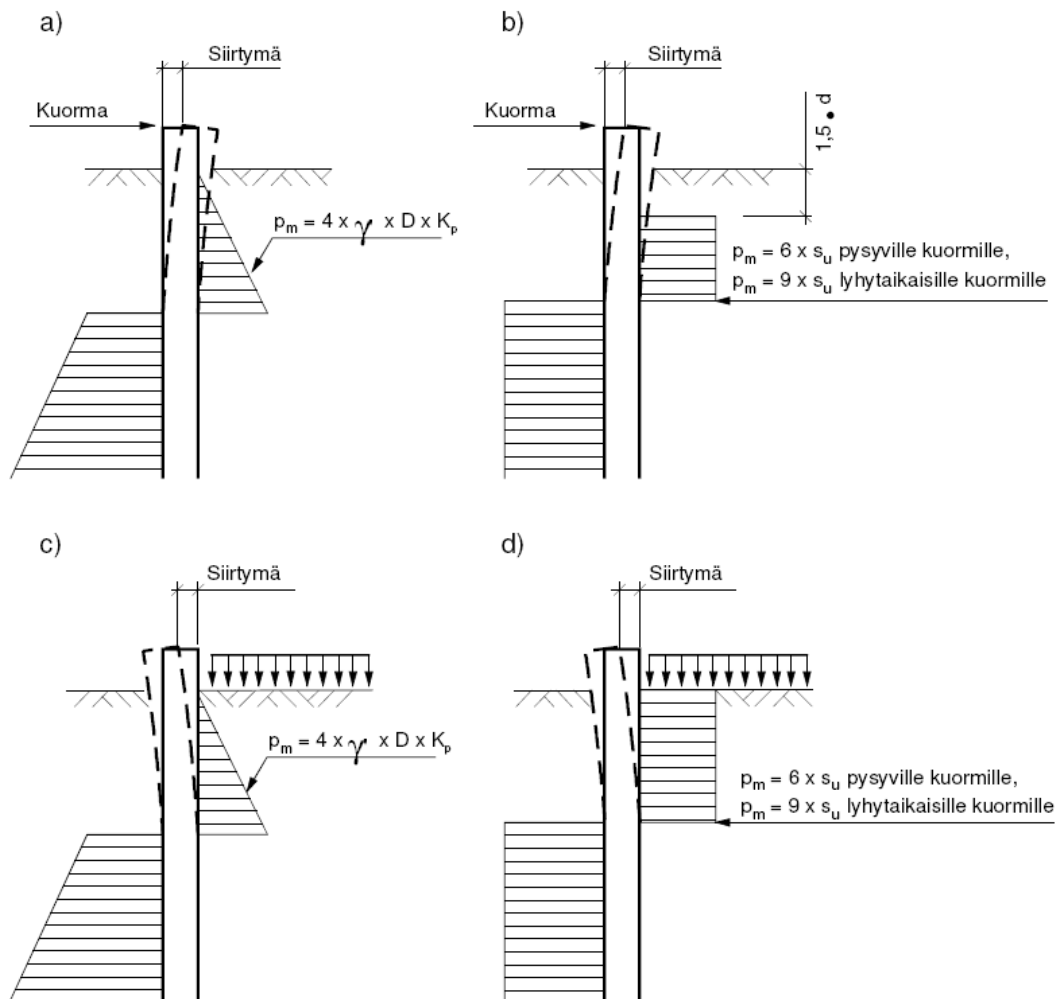 a)
Siirtymä
Kuorma
p_m = 4 x γ x D x K_p
b)
Siirtymä
Kuorma
1,5 • d
p_m = 6 x s_u pysyville kuormille,
p_m = 9 x s_u lyhytaikaisille kuormille
c)
Siirtymä
p_m = 4 x γ x D x K_p
d)
Siirtymä
p_m = 6 x s_u pysyville kuormille,
p_m = 9 x s_u lyhytaikaisille kuormille